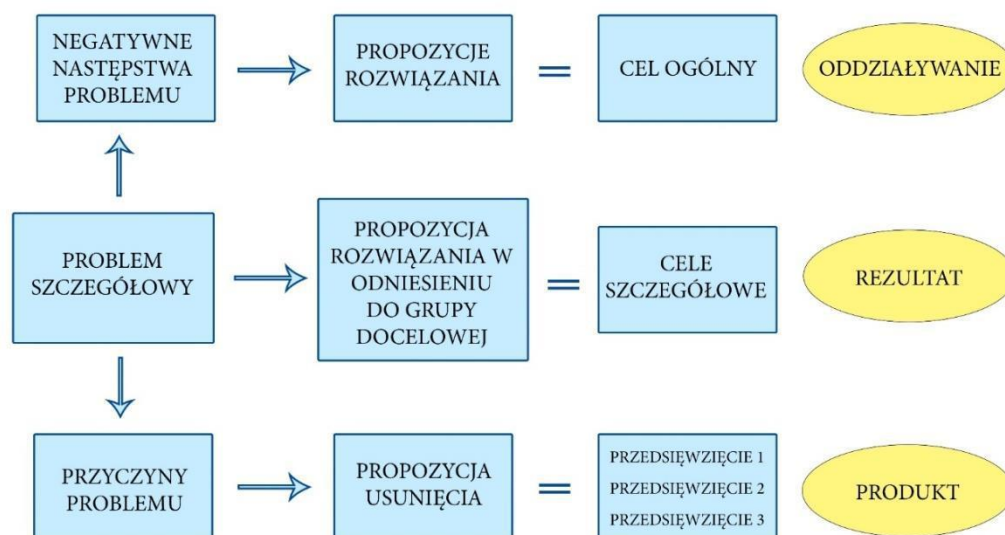 NEGATYWNE
NASTĘPSTWA
PROBLEMU
PROPOZYCJE
ROZWIĄZANIA
=
CEL OGÓLNY
ODDZIAŁYWANIE
PROBLEM
SZCZEGÓŁOWY
PROPOZYCJA
ROZWIĄZANIA W
ODNIESIENIU
DO GRUPY
DOCELOWEJ
=
CELE
SZCZEGÓŁOWE
REZULTAT
PRZYCZYNY
PROBLEMU
PROPOZYCJA
USUNIĘCIA
=
PRZEDSIĘWZIĘCIE 1
PRZEDSIĘWZIĘCIE 2
PRZEDSIĘWZIĘCIE 3
PRODUKT